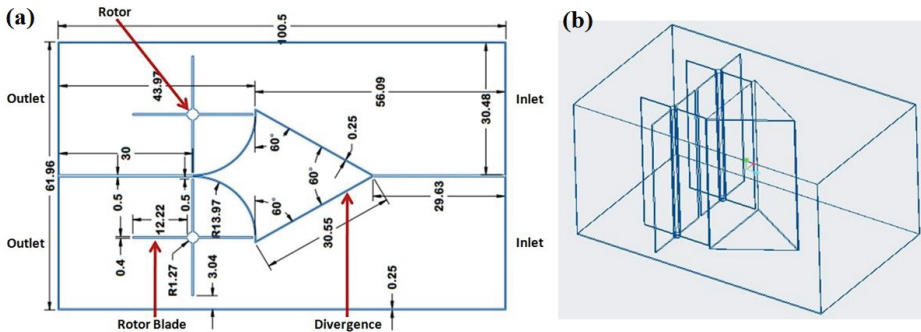 (a)
Rotor
100.5
(b)
43.97
56.09
Outlet
Inlet
30.48
0.25
60°
30
60°
61.96
0.5
0.5
R13.97
60°
29.63
12.22
30.55
Outlet
Inlet
0.4
R1.27
3.04
0.25
Rotor Blade
Divergence